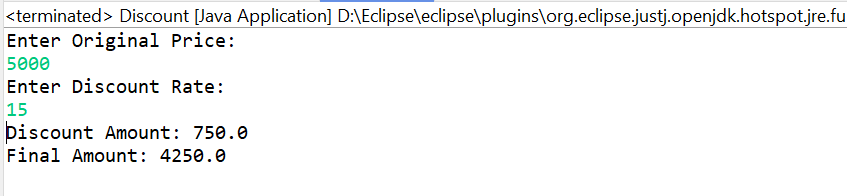 <terminated> Discount [Java Application] D:\Eclipse\eclipse\plugins\org.eclipse.justj.openjdk.hotspot.jre.fu
Enter Original Price:
5000
Enter Discount Rate:
15
Discount Amount: 750.0
Final Amount: 4250.0